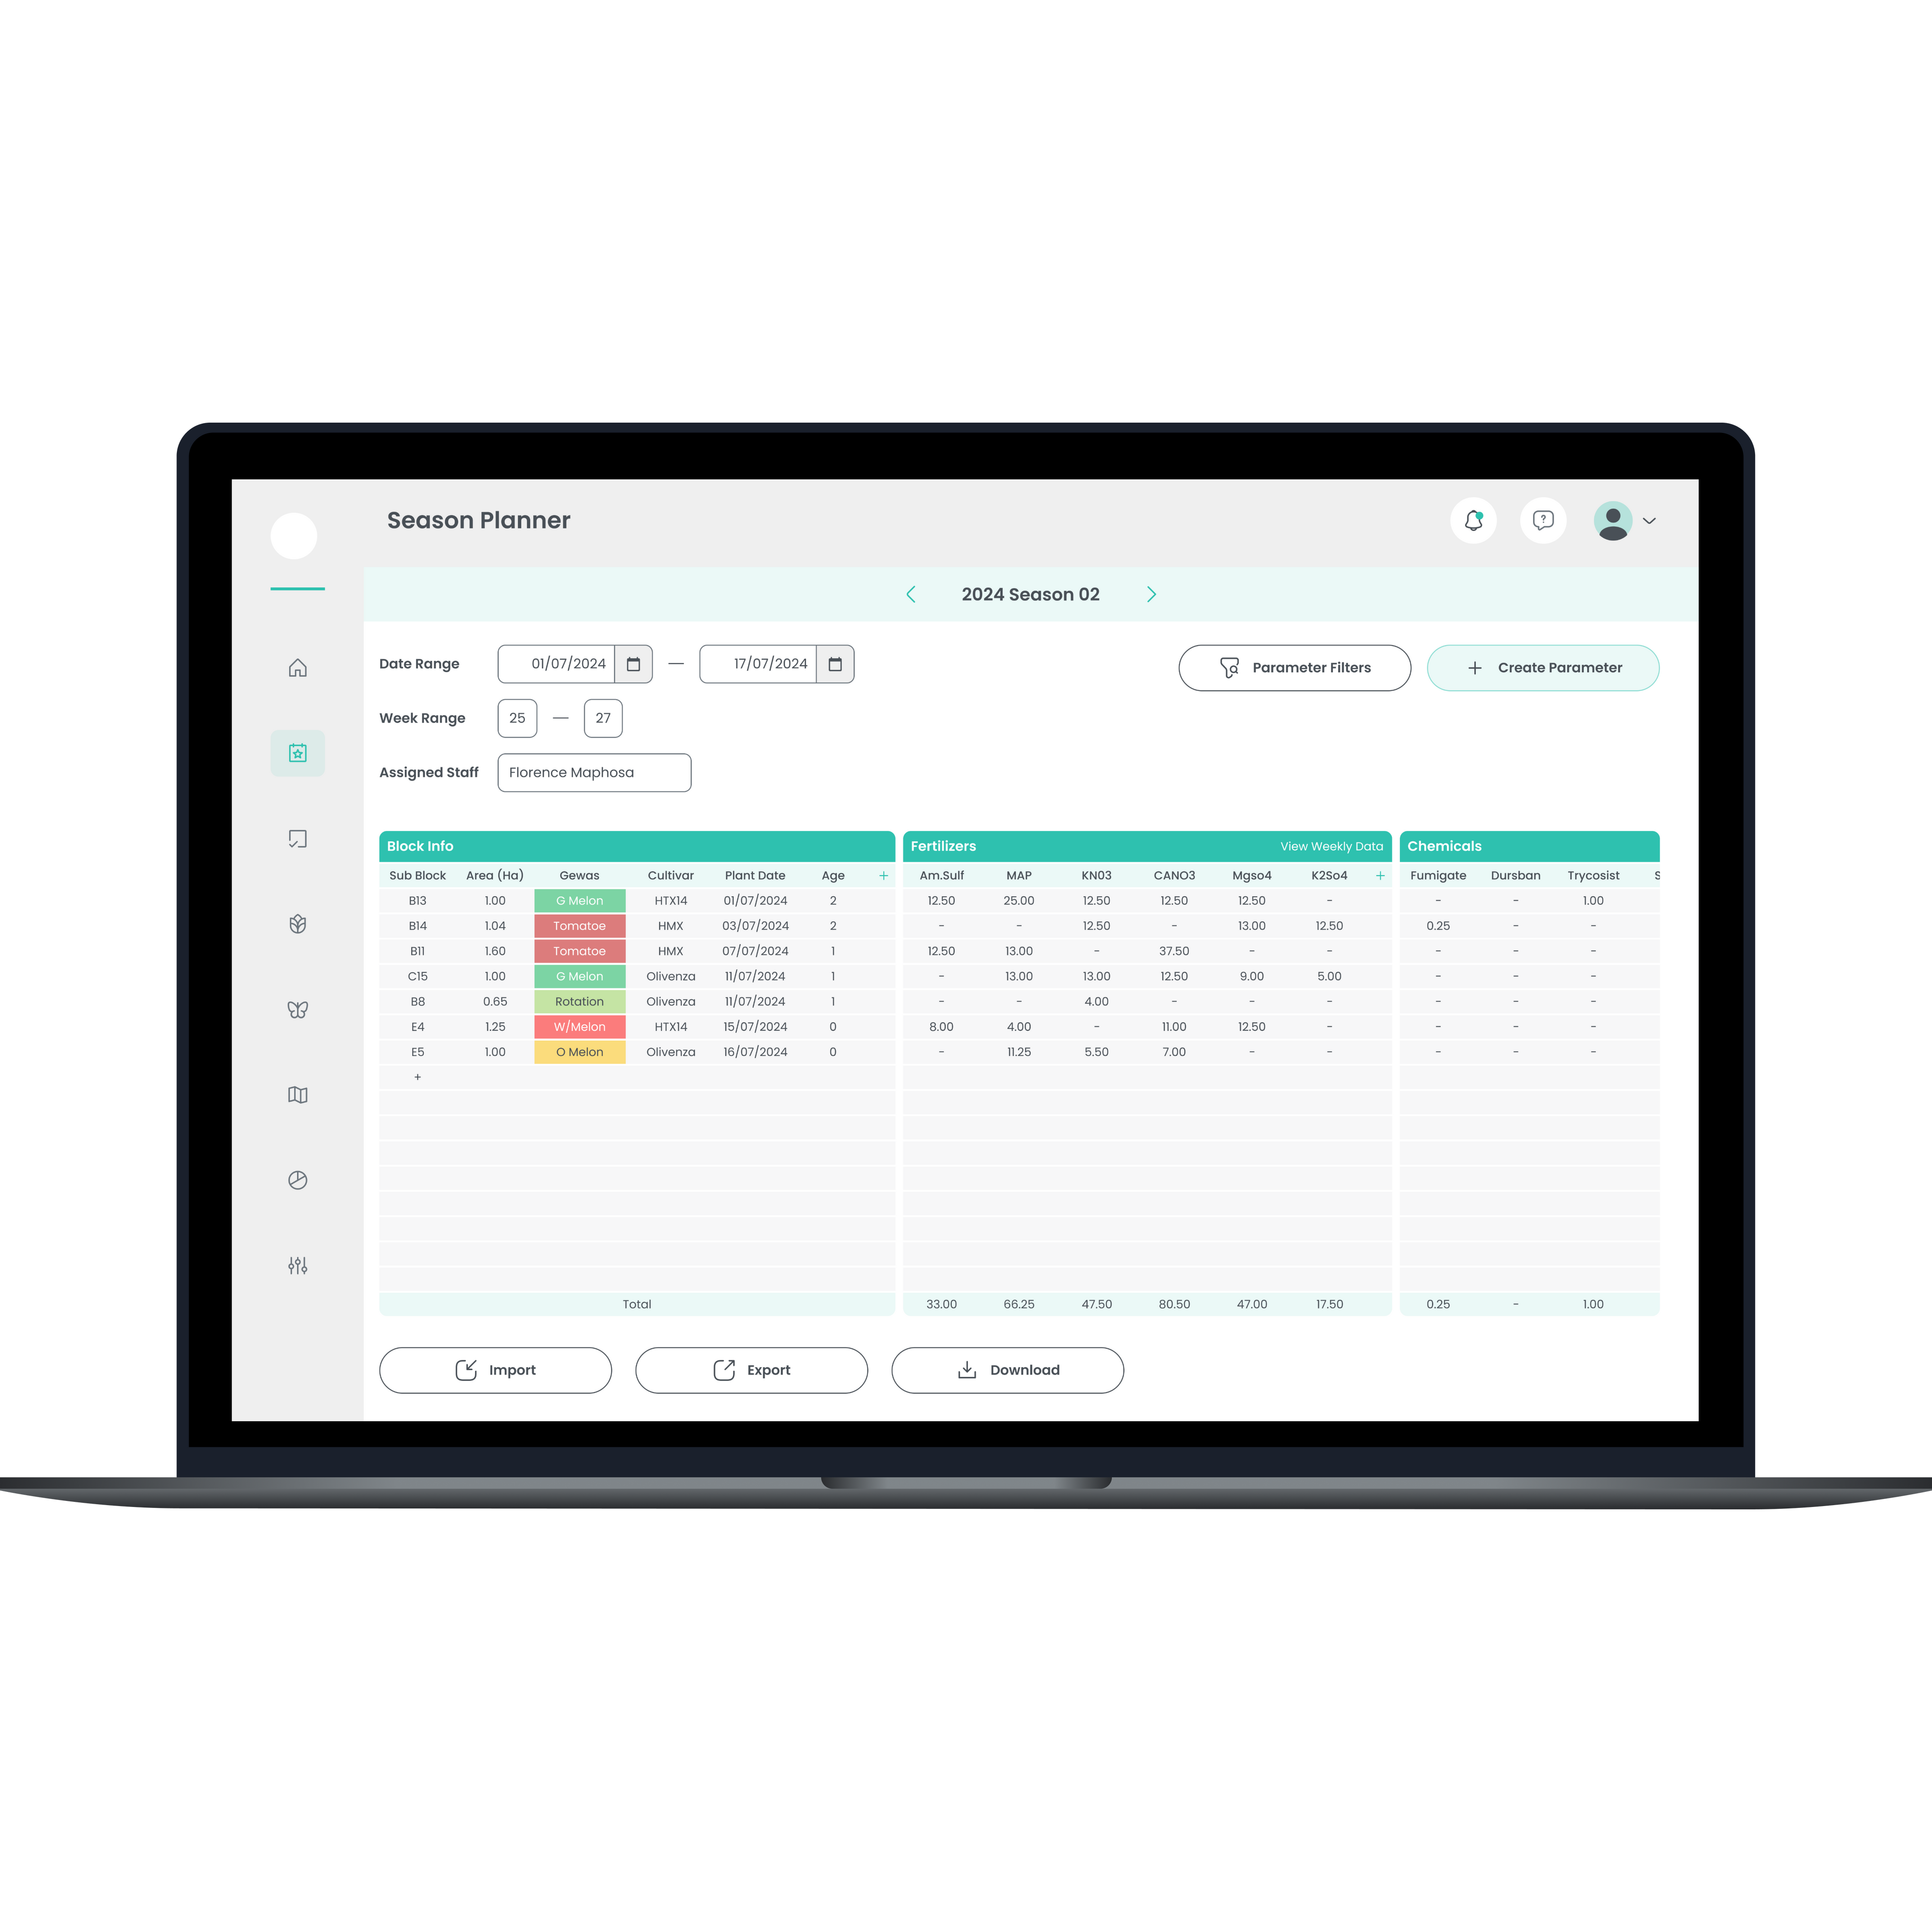 Season Planner
2024 Season 02
Date Range 01/07/2024 — 17/07/2024 Parameter Filters + Create Parameter
Week Range 25 — 27
Assigned Staff Florence Maphosa
Block Info Fertilizers View Weekly Data Chemicals
Sub Block Area (Ha) Gewas Cultivar Plant Date Age + Am.Sulf MAP KN03 CANO3 Mgso4 K2So4 + Fumigate Dursban Trycosist S
B13 1.00 G Melon HTX14 01/07/2024 2 12.50 25.00 12.50 12.50 12.50 - - - 1.00
B14 1.04 Tomatoe HMX 03/07/2024 2 - - 12.50 - 13.00 12.50 0.25 - -
B11 1.60 Tomatoe HMX 07/07/2024 1 12.50 13.00 - 37.50 - - - - -
C15 1.00 G Melon Olivenza 11/07/2024 1 - 13.00 13.00 12.50 9.00 5.00 - - -
B8 0.65 Rotation Olivenza 11/07/2024 1 - - 4.00 - - - - - -
E4 1.25 W/Melon HTX14 15/07/2024 0 8.00 4.00 - 11.00 12.50 - - - -
E5 1.00 O Melon Olivenza 16/07/2024 0 - 11.25 5.50 7.00 - - - - -
+
Total 33.00 66.25 47.50 80.50 47.00 17.50 0.25 - 1.00
Import Export Download